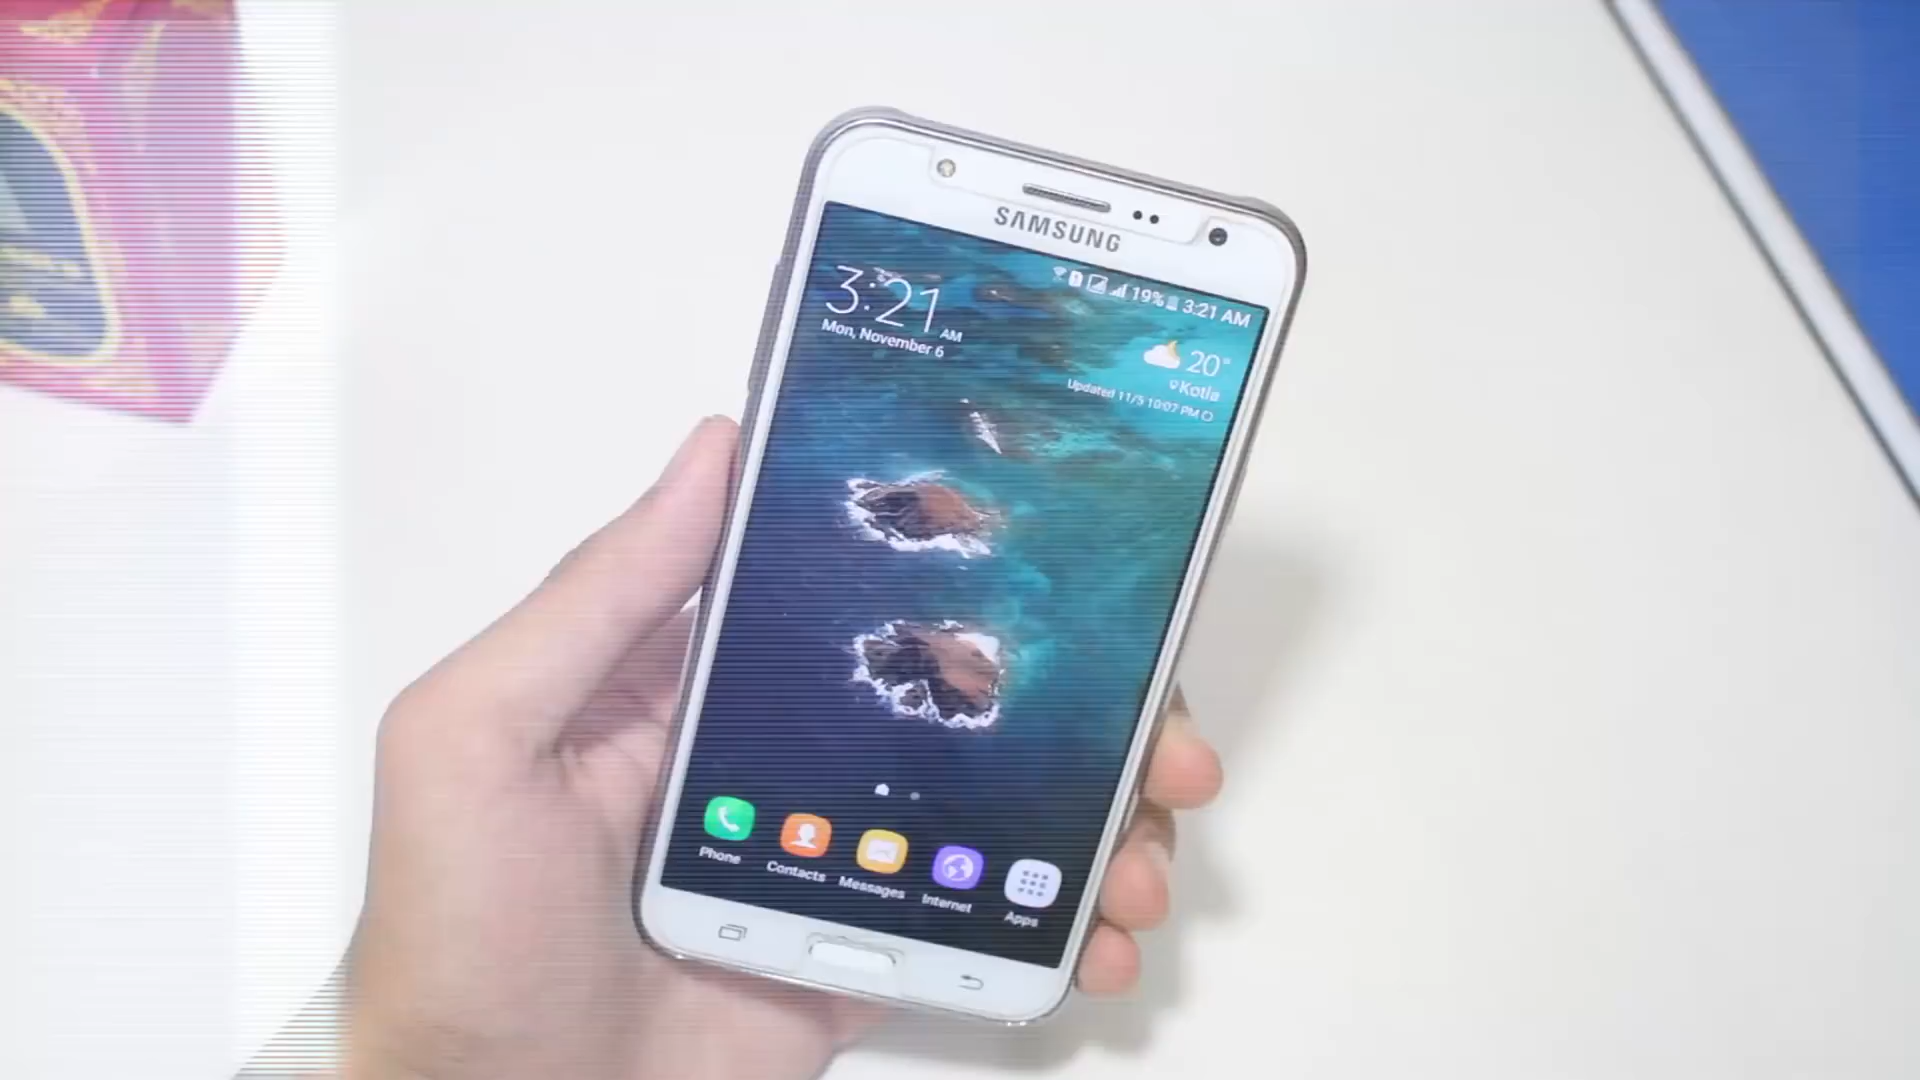 SAMSUNG
19% 3:21 AM
3:21 AM
Mon, November 6
20°
Kotla
Updated 11/5 10:07 PM
Phone
Contacts
Messages
Internet
Apps